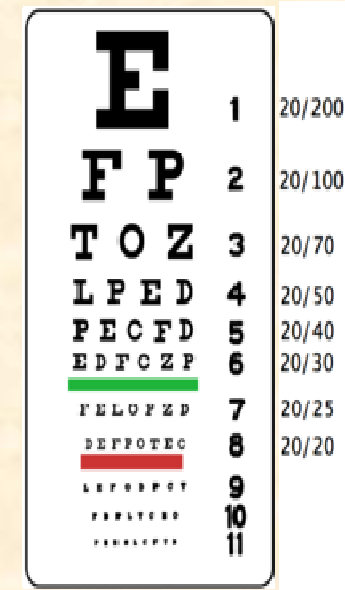 E 1 20/200
F P 2 20/100
T O Z 3 20/70
L P E D 4 20/50
P E C F D 5 20/40
E D F C Z P 6 20/30
F E L O P Z D 7 20/25
D E F P O T E C 8 20/20
9
10
11